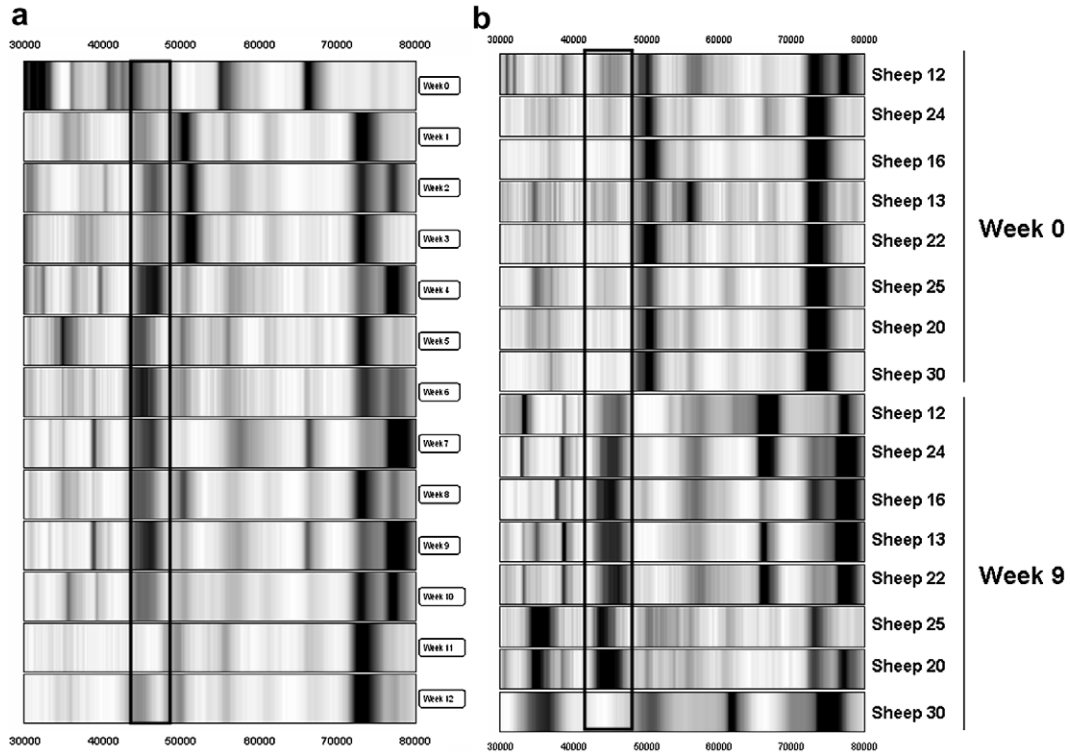 a
30000 40000 50000 60000 70000 80000
Week 0
Week 1
Week 2
Week 3
Week 4
Week 5
Week 6
Week 7
Week 8
Week 9
Week 10
Week 11
Week 12
30000 40000 50000 60000 70000 80000
b
30000 40000 50000 60000 70000 80000
Sheep 12
Sheep 24
Sheep 16
Sheep 13
Sheep 22
Sheep 25
Sheep 20
Sheep 30
Week 0
Sheep 12
Sheep 24
Sheep 16
Sheep 13
Sheep 22
Sheep 25
Sheep 20
Sheep 30
Week 9
30000 40000 50000 60000 70000 80000